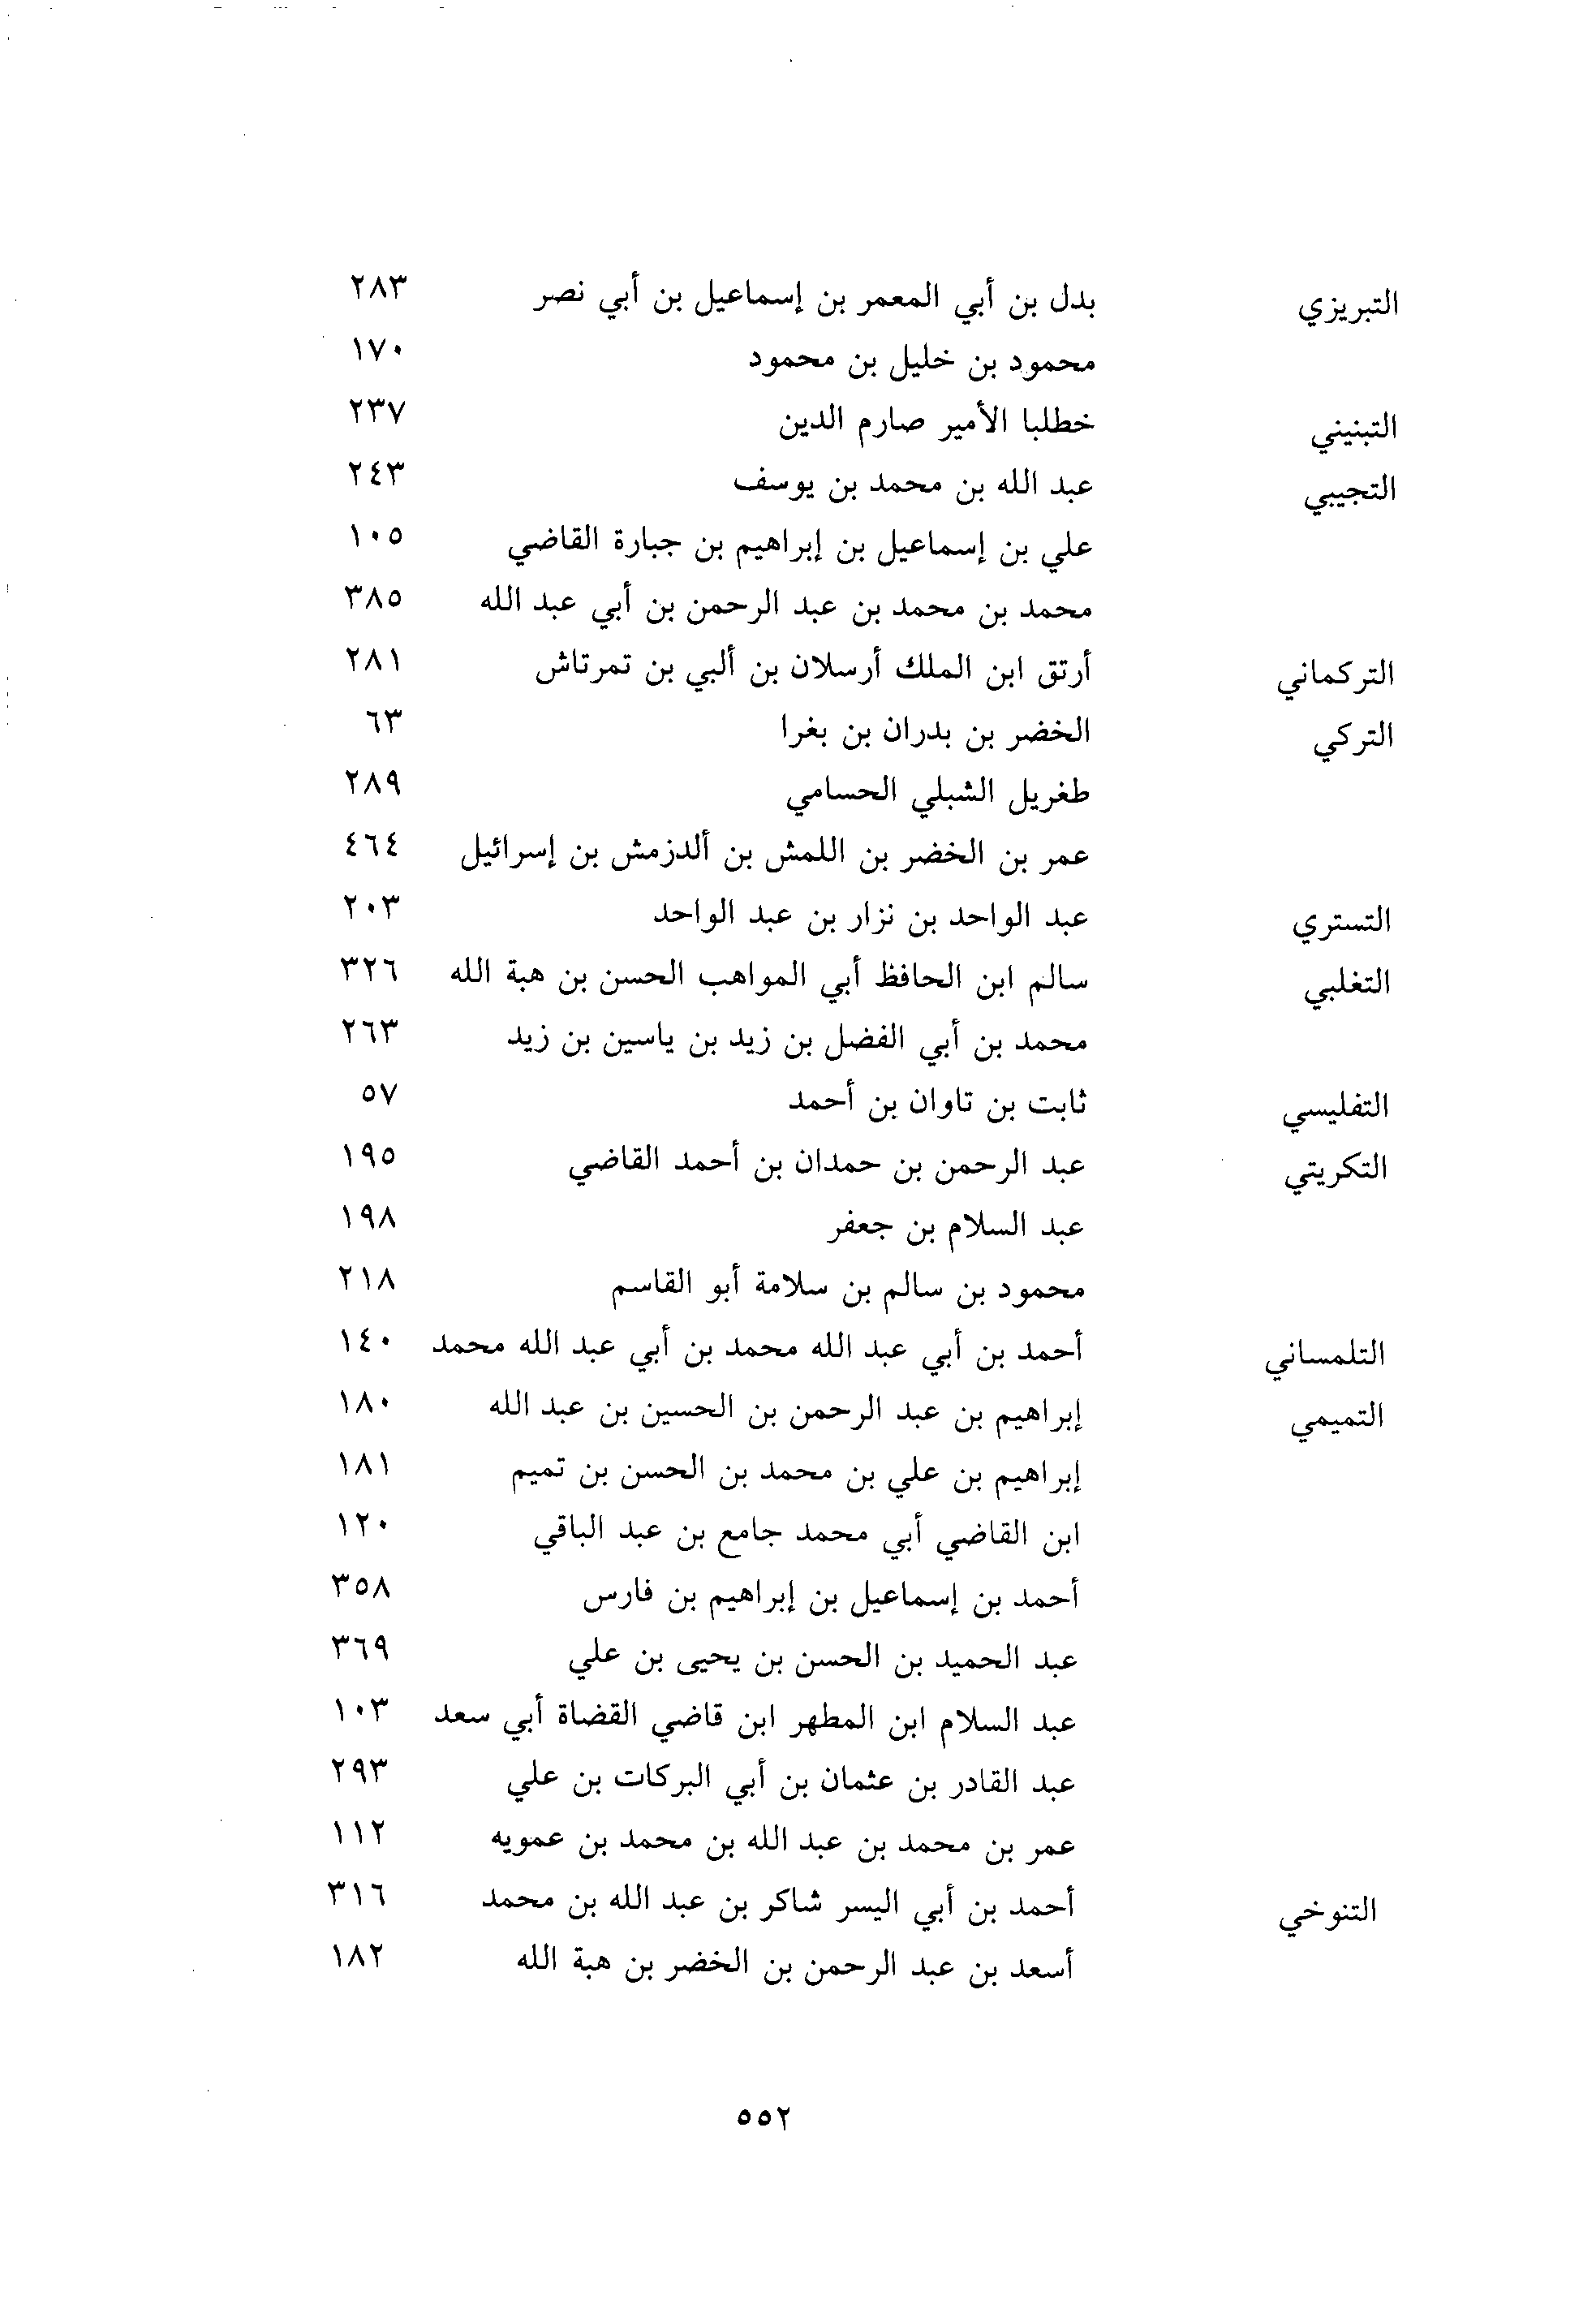 التبريزي بدل بن أبي المعمر بن إسماعيل بن أبي نصر ٢٨٣
محمود بن خليل بن محمود ١٧٠
التبنيني خطلبا الأمير صارم الدين ٢٣٧
التجيبي عبد الله بن محمد بن يوسف ٢٤٣
علي بن إسماعيل بن إبراهيم بن جبارة القاضي ١٠٥
محمد بن محمد بن عبد الرحمن بن أبي عبد الله ٣٨٥
التركماني أرتق ابن الملك أرسلان بن ألبي بن تمرتاش ٢٨١
التركي الخضر بن بدران بن بغرا ٦٣
طغريل الشبلي الحسامي ٢٨٩
عمر بن الخضر بن اللمش بن ألدزمش بن إسرائيل ٤٦٤
التستري عبد الواحد بن نزار بن عبد الواحد ٢٠٣
التغلبي سالم ابن الحافظ أبي المواهب الحسن بن هبة الله ٣٢٦
محمد بن أبي الفضل بن زيد بن ياسين بن زيد ٢٦٣
التفليسي ثابت بن تاوان بن أحمد ٥٧
التكريتي عبد الرحمن بن حمدان بن أحمد القاضي ١٩٥
عبد السلام بن جعفر ١٩٨
محمود بن سالم بن سلامة أبو القاسم ٢١٨
التلمساني أحمد بن أبي عبد الله محمد بن أبي عبد الله محمد ١٤٠
التميمي إبراهيم بن عبد الرحمن بن الحسين بن عبد الله ١٨٠
إبراهيم بن علي بن محمد بن الحسن بن تميم ١٨١
ابن القاضي أبي محمد جامع بن عبد الباقي ١٢٠
أحمد بن إسماعيل بن إبراهيم بن فارس ٣٥٨
عبد الحميد بن الحسن بن يحيى بن علي ٣٦٩
عبد السلام ابن المطهر ابن قاضي القضاة أبي سعد ١٠٣
عبد القادر بن عثمان بن أبي البركات بن علي ٢٩٣
عمر بن محمد بن عبد الله بن محمد بن عمويه ١١٢
التنوخي أحمد بن أبي اليسر شاكر بن عبد الله بن محمد ٣١٦
أسعد بن عبد الرحمن بن الخضر بن هبة الله ١٨٢
٥٥٢